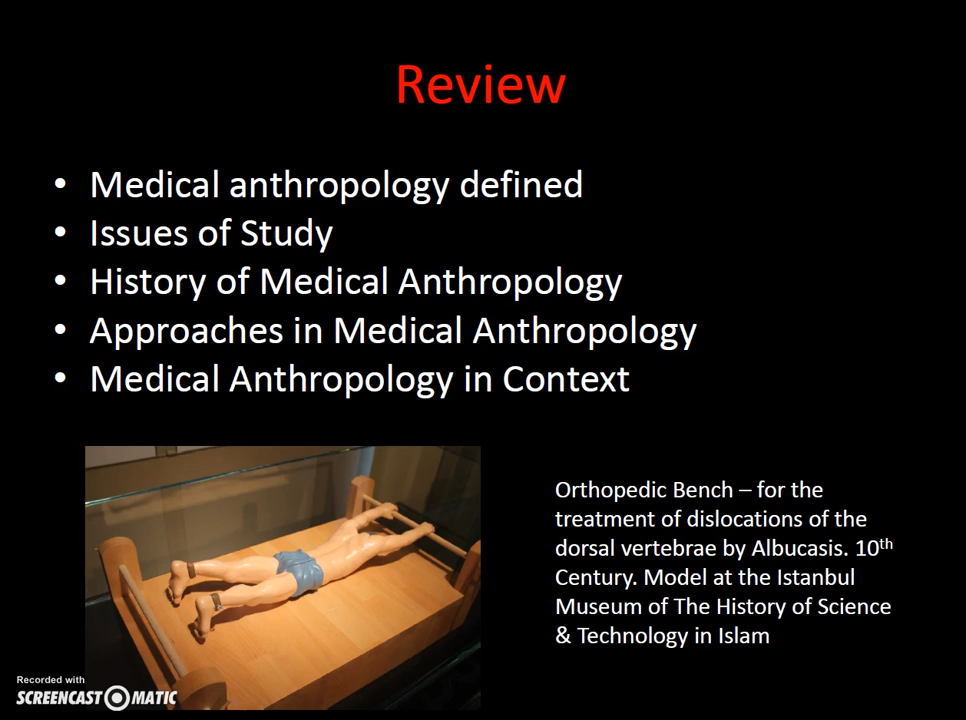 Review
• Medical anthropology defined
• Issues of Study
• History of Medical Anthropology
• Approaches in Medical Anthropology
• Medical Anthropology in Context
Orthopedic Bench – for the
treatment of dislocations of the
dorsal vertebrae by Albucasis. 10th
Century. Model at the Istanbul
Museum of The History of Science
& Technology in Islam
Recorded with
SCREENCAST O MATIC